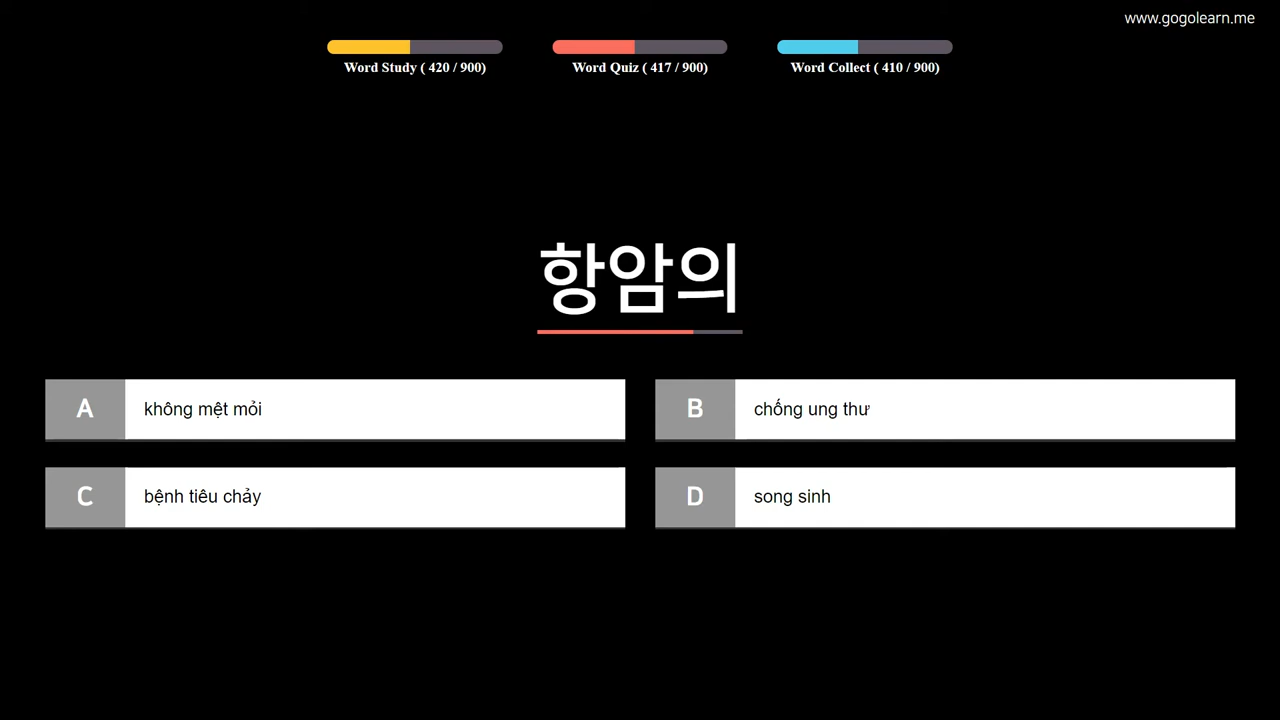 www.gogolearn.me
Word Study ( 420 / 900)
Word Quiz ( 417 / 900)
Word Collect ( 410 / 900)
항암의
A không mệt mỏi
B chống ung thư
C bệnh tiêu chảy
D song sinh